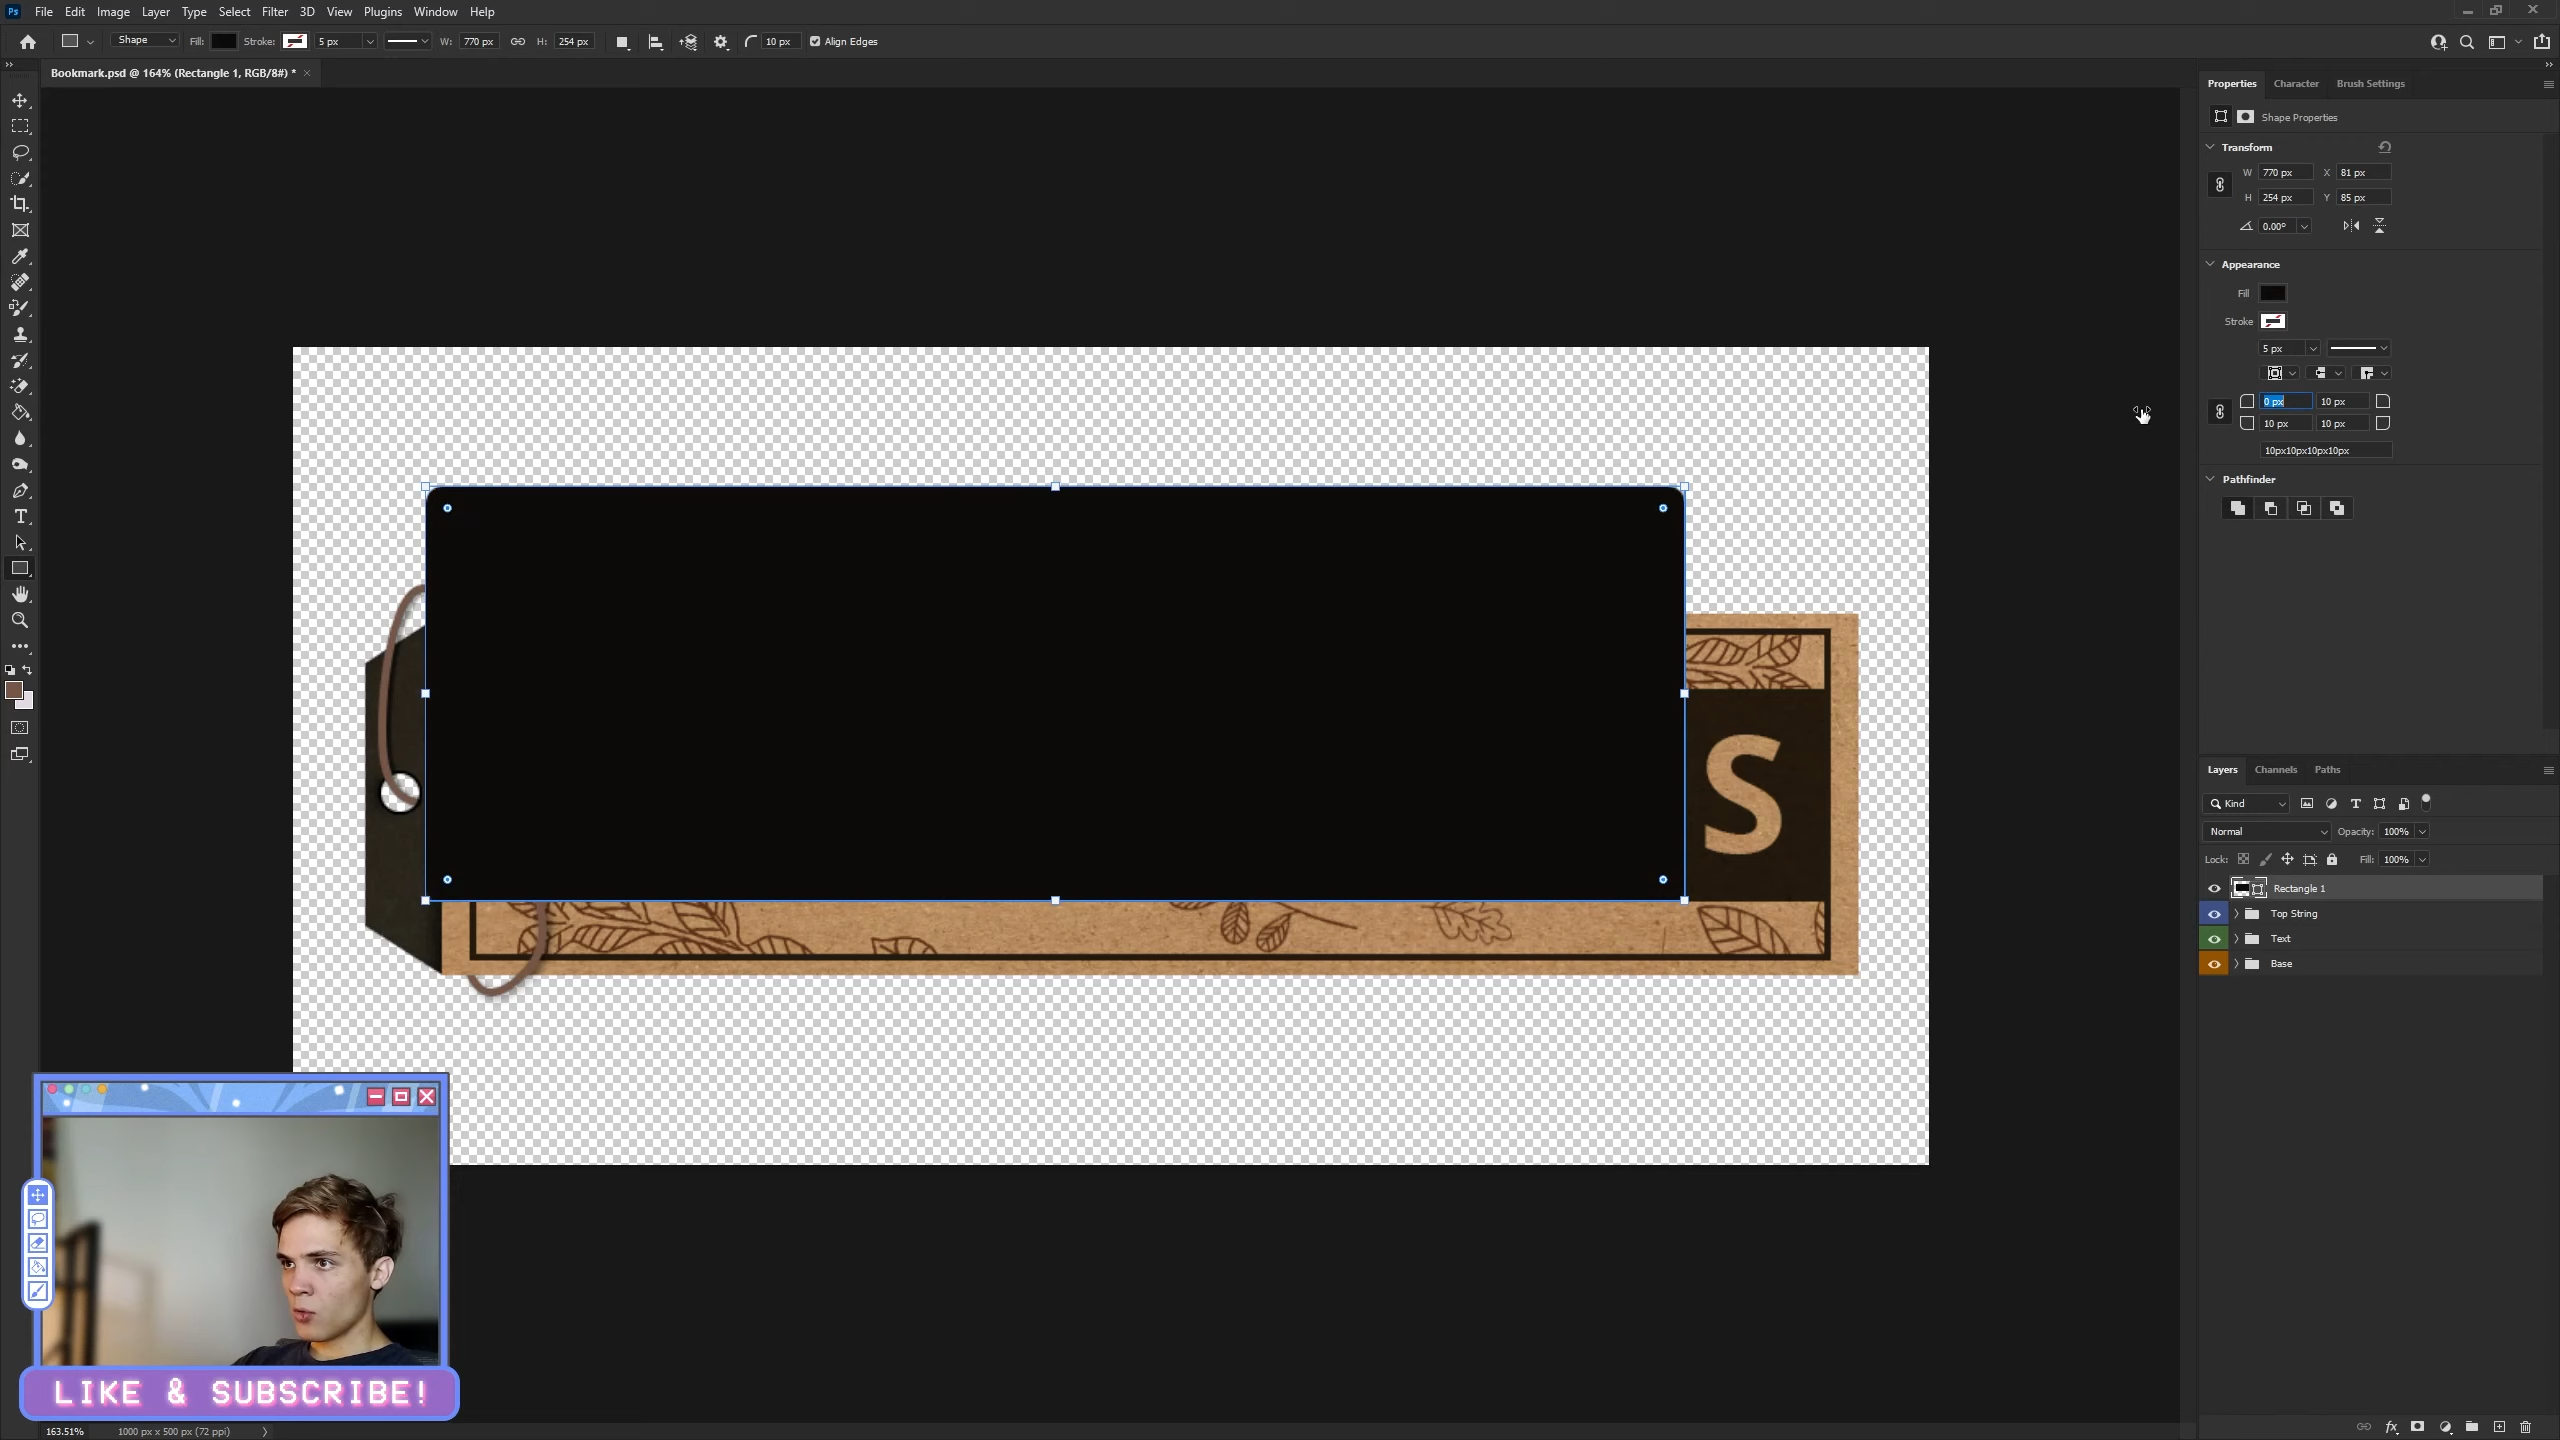 Ps File Edit Image Layer Type Select Filter 3D View Plugins Window Help
Shape Fill: Stroke: 5 px W: 770 px H: 254 px 10 px Align Edges
Bookmark.psd @ 164% (Rectangle 1, RGB/8#) * ×
Properties Character Brush Settings
Shape Properties
Transform
W 770 px X 81 px
H 254 px Y 85 px
0.00°
Appearance
Fill
Stroke
5 px
0 px 10 px
10 px 10 px
10px10px10px10px
Pathfinder
S
Layers Channels Paths
Kind
Normal Opacity: 100%
Lock: Fill: 100%
Rectangle 1
Top String
Text
Base
LIKE & SUBSCRIBE!
163.51% 1000 px x 500 px (72 ppi)
fx